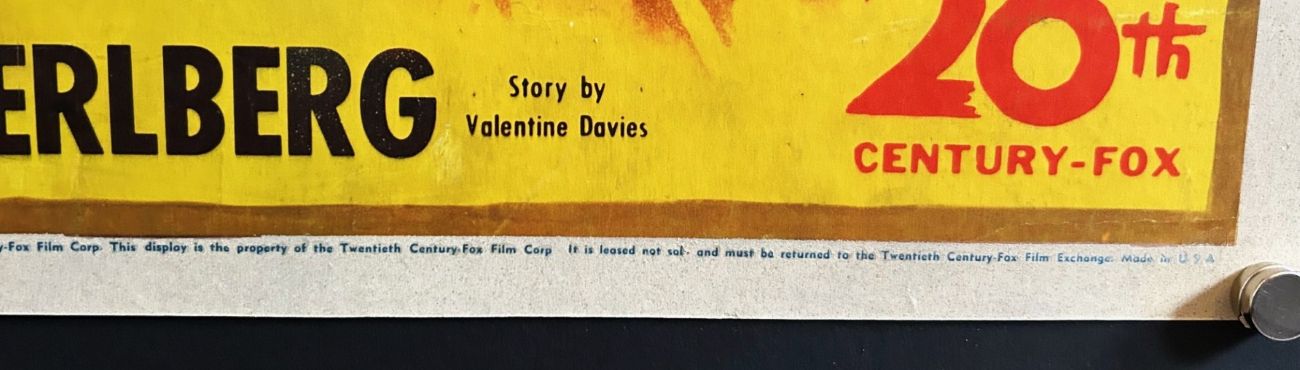 ERLBERG
Story by
Valentine Davies
20th
CENTURY-FOX
y-Fox Film Corp. This display is the property of the Twentieth Century-Fox Film Corp It is leased not sol- and must be returned to the Twentieth Century-Fox Film Exchange. Made in U S A